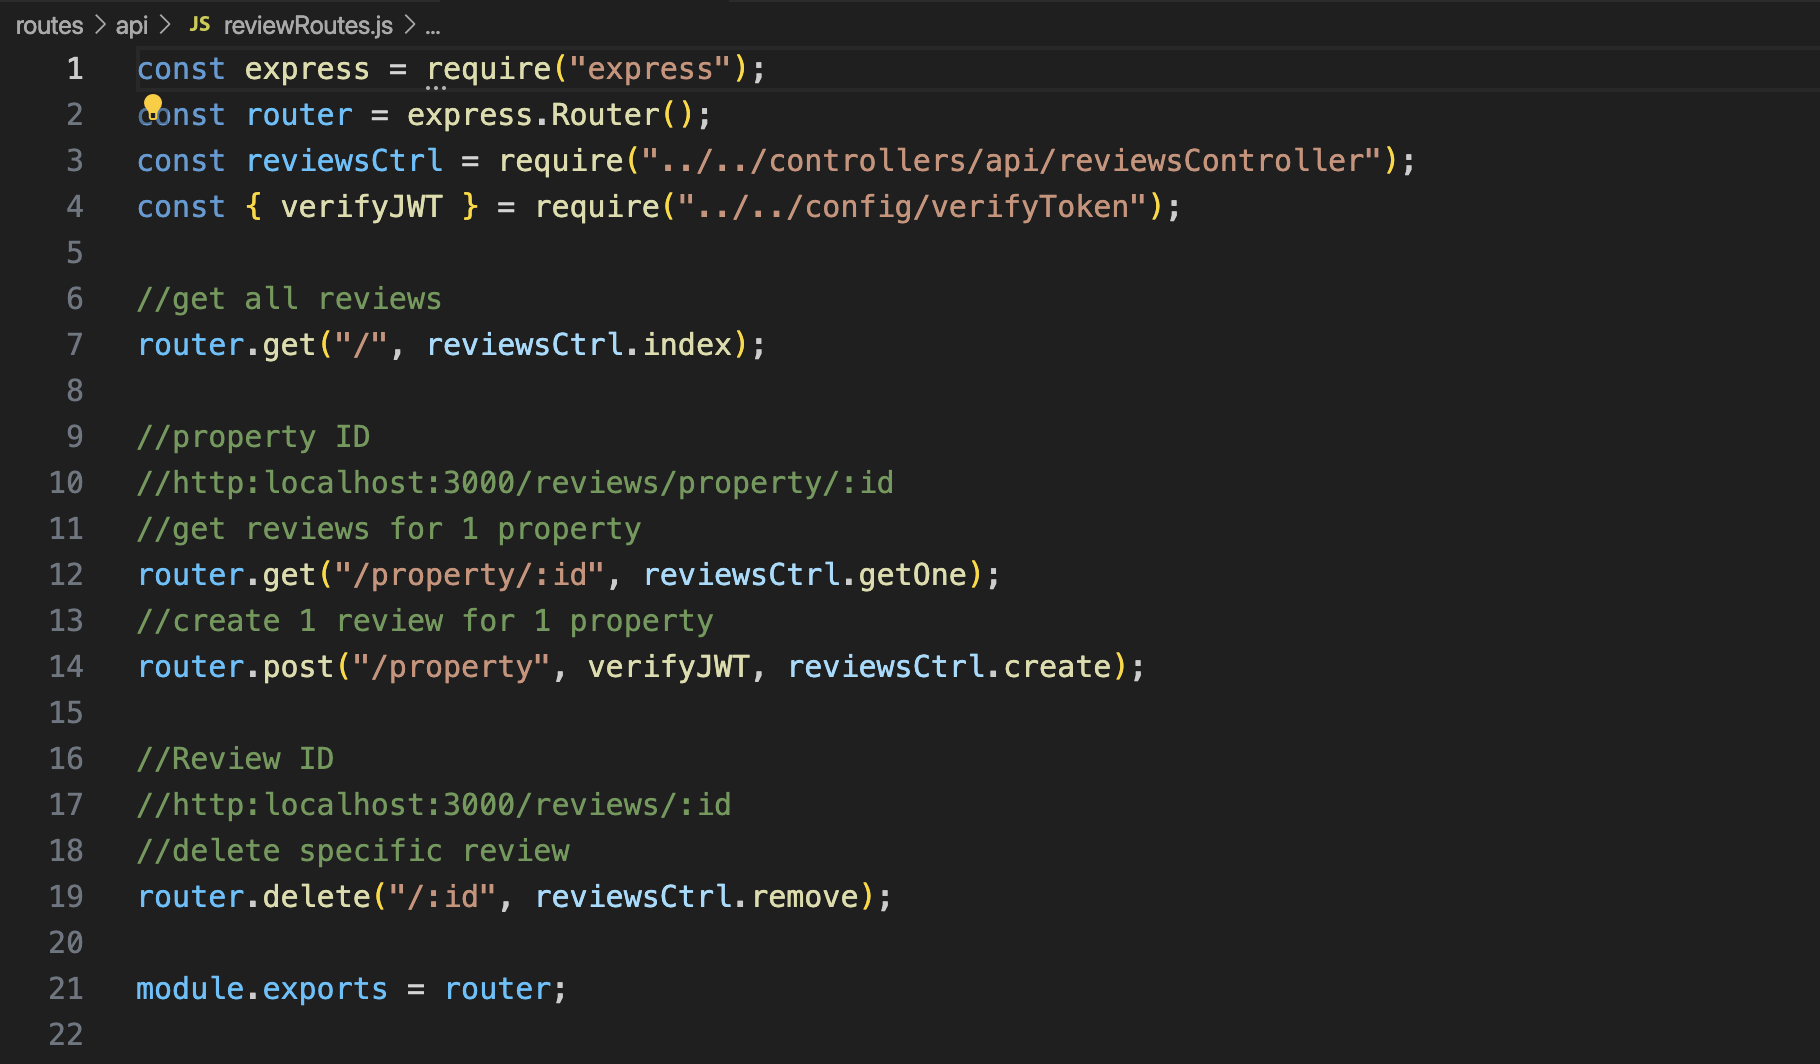 routes > api > JS reviewRoutes.js > ...
1 const express = require("express");
2 const router = express.Router();
3 const reviewsCtrl = require("../../controllers/api/reviewsController");
4 const { verifyJWT } = require("../../config/verifyToken");
5
6 //get all reviews
7 router.get("/", reviewsCtrl.index);
8
9 //property ID
10 //http:localhost:3000/reviews/property/:id
11 //get reviews for 1 property
12 router.get("/property/:id", reviewsCtrl.getOne);
13 //create 1 review for 1 property
14 router.post("/property", verifyJWT, reviewsCtrl.create);
15
16 //Review ID
17 //http:localhost:3000/reviews/:id
18 //delete specific review
19 router.delete("/:id", reviewsCtrl.remove);
20
21 module.exports = router;
22